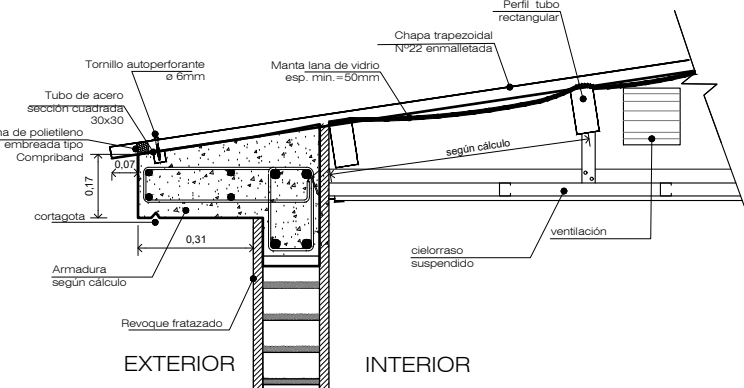 Perfil tubo
rectangular
Chapa trapezoidal
Nº22 enmalletada
Tornillo autoperforante
ø 6mm
Manta lana de vidrio
esp. min.=50mm
Tubo de acero
sección cuadrada
30x30
de polietileno
embreada tipo
Compriband
según cálculo
0,07
0,17
cortagota
0,31
ventilación
cielorraso
suspendido
Armadura
según cálculo
Revoque fratazado
EXTERIOR
INTERIOR